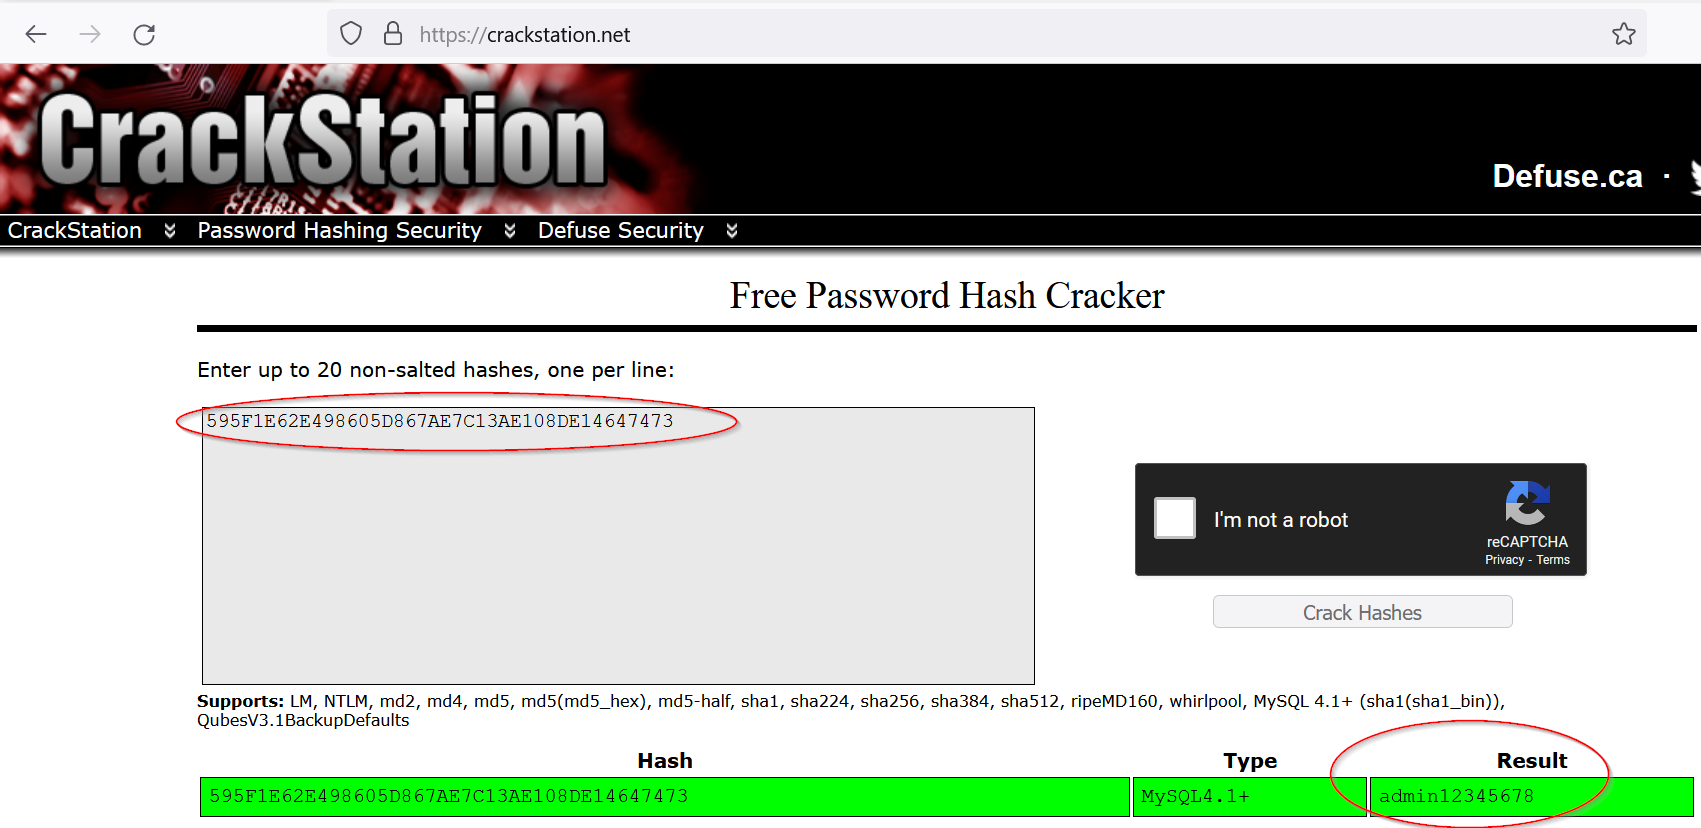 https://crackstation.net
CrackStation
Defuse.ca ·
CrackStation Password Hashing Security Defuse Security
Free Password Hash Cracker
Enter up to 20 non-salted hashes, one per line:
595F1E62E498605D867AE7C13AE108DE14647473
I'm not a robot
reCAPTCHA
Privacy - Terms
Crack Hashes
Supports: LM, NTLM, md2, md4, md5, md5(md5_hex), md5-half, sha1, sha224, sha256, sha384, sha512, ripeMD160, whirlpool, MySQL 4.1+ (sha1(sha1_bin)),
QubesV3.1BackupDefaults
Hash Type Result
595F1E62E498605D867AE7C13AE108DE14647473 MySQL4.1+ admin12345678